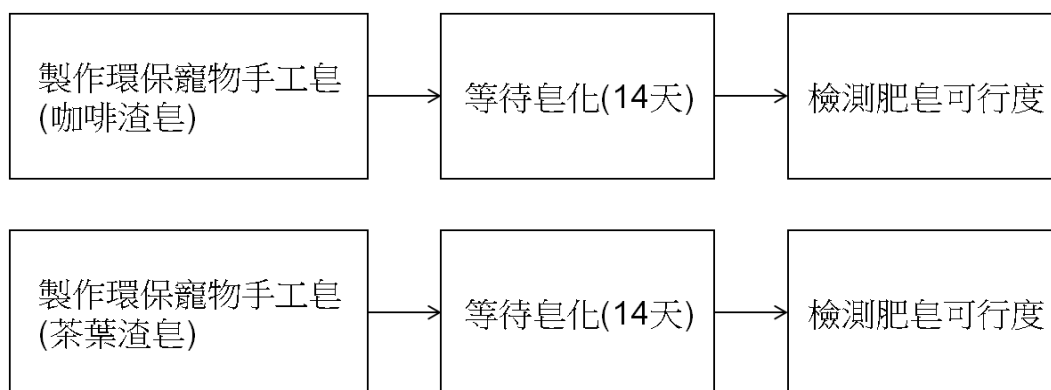 製作環保寵物手工皂
(咖啡渣皂)
等待皂化(14天)
檢測肥皂可行度
製作環保寵物手工皂
(茶葉渣皂)
等待皂化(14天)
檢測肥皂可行度